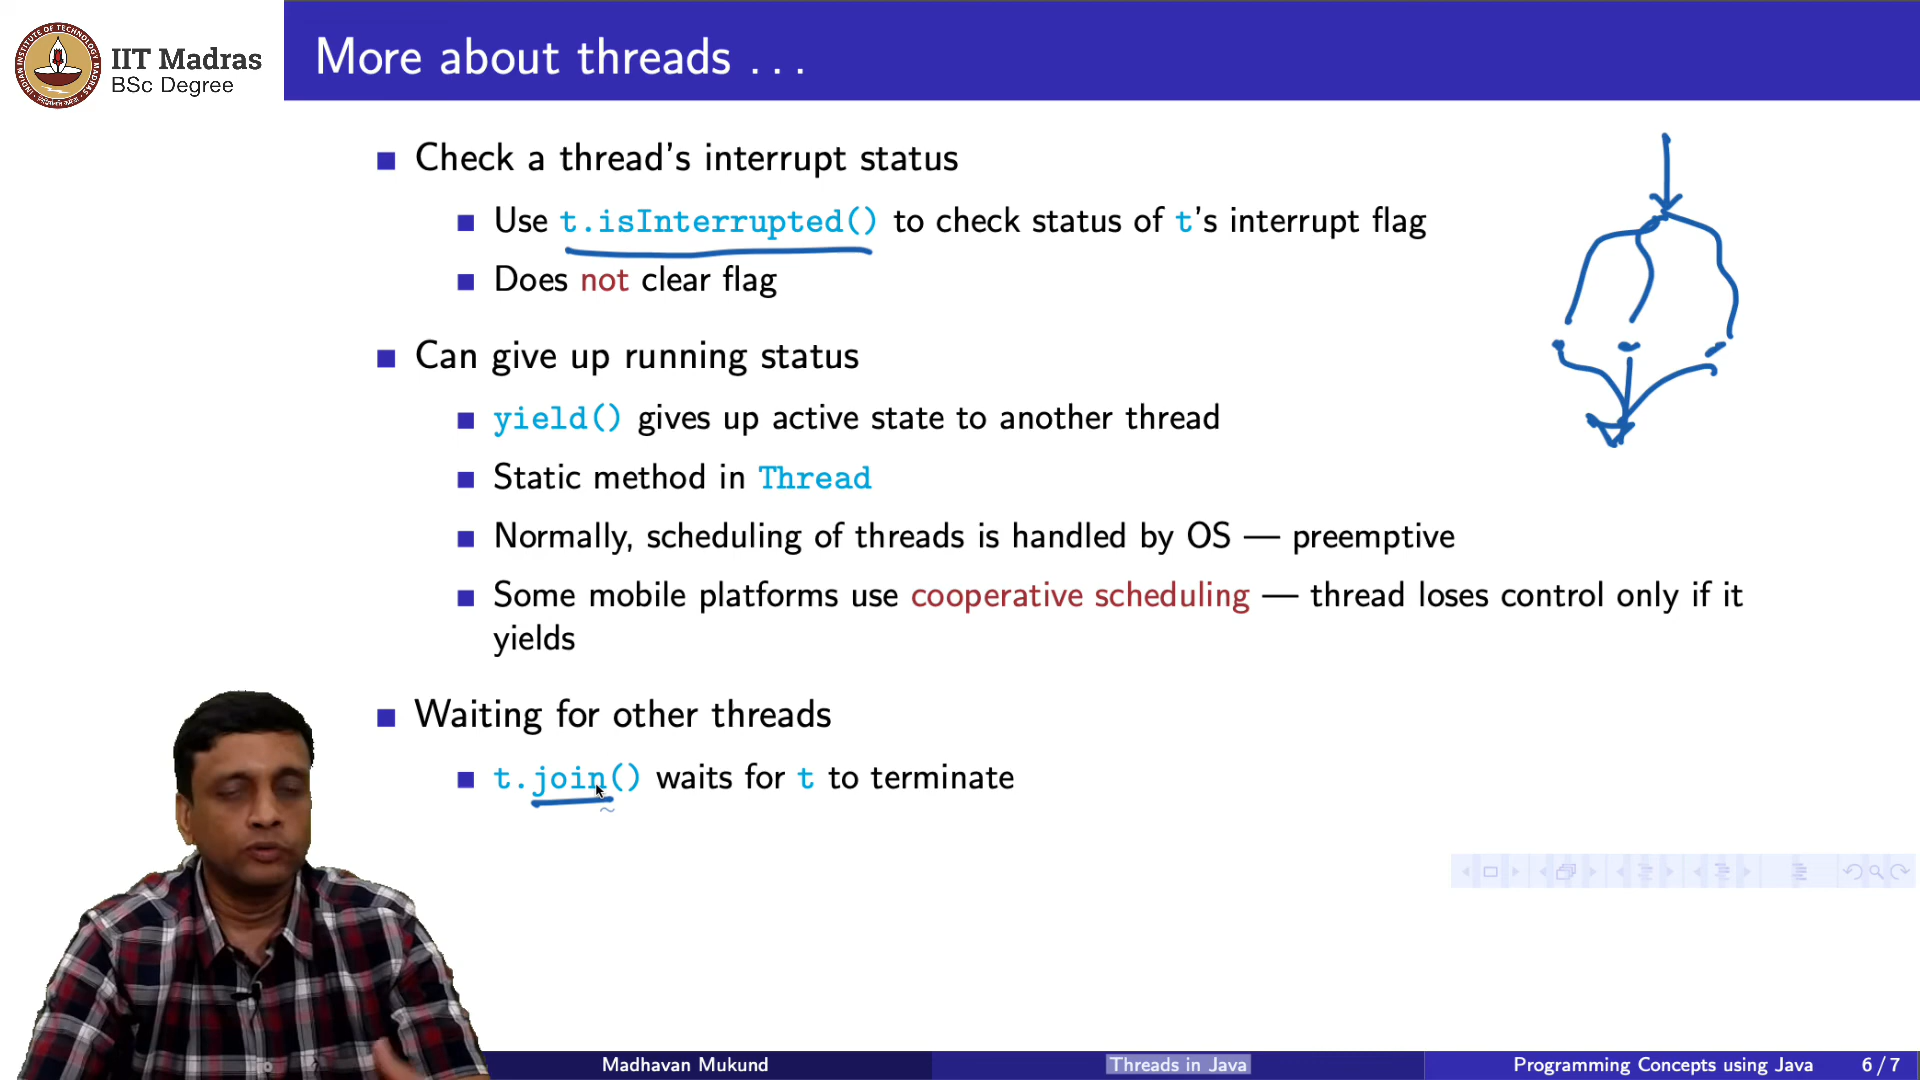 IIT Madras
BSc Degree
More about threads ...
Check a thread's interrupt status
Use t.isInterrupted() to check status of t's interrupt flag
Does not clear flag
Can give up running status
yield() gives up active state to another thread
Static method in Thread
Normally, scheduling of threads is handled by OS — preemptive
Some mobile platforms use cooperative scheduling — thread loses control only if it
yields
Waiting for other threads
t.join() waits for t to terminate
Madhavan Mukund
Threads in Java
Programming Concepts using Java
6 / 7